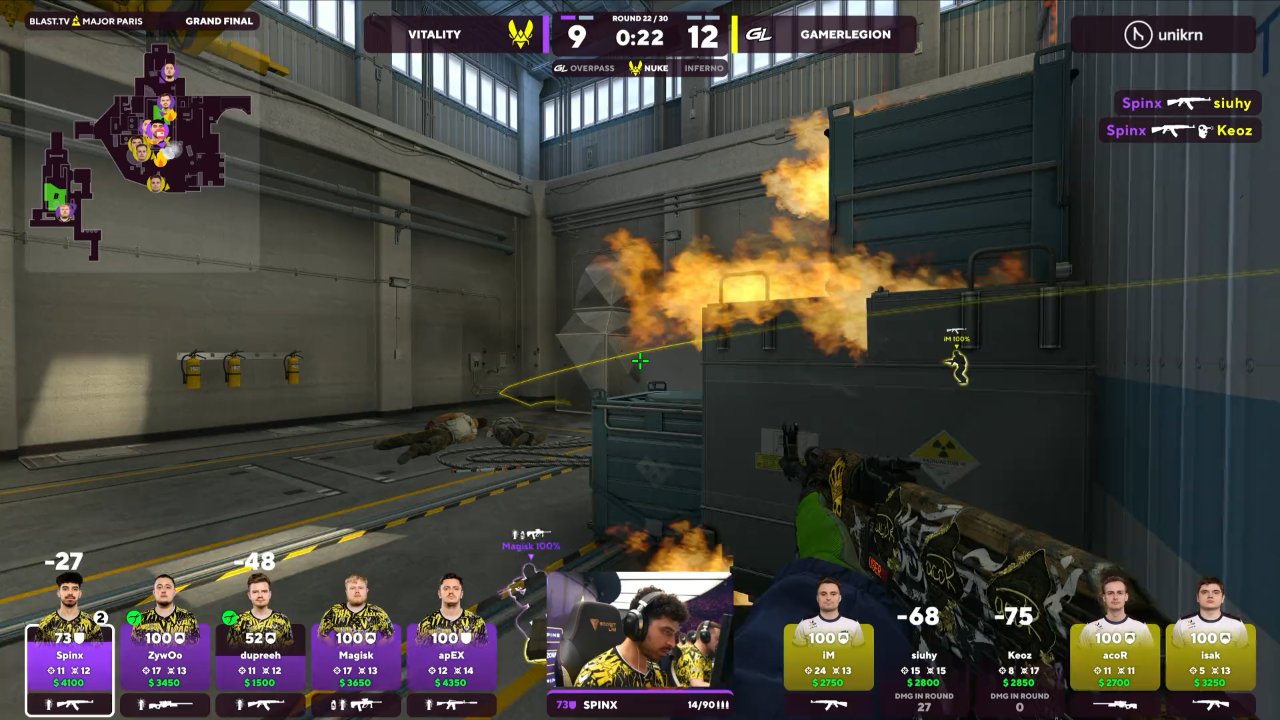 BLAST.TV MAJOR PARIS
GRAND FINAL
VITALITY
9
ROUND 22 / 30
0:22
12
GL
GAMERLEGION
unikrn
GL OVERPASS
NUKE
INFERNO
Spinx siuhy
Spinx Keoz
iM 100%
Magisk 100%
-27
-48
-68
-75
2
73
Spinx
11 12
$4100
100
ZywOo
17 13
$3450
52
dupreeh
11 12
$1500
100
Magisk
17 13
$3650
100
apEX
12 14
$4350
73 SPINX
14/90
100
iM
24 13
$2750
siuhy
15 15
$2800
DMG IN ROUND
27
Keoz
8 17
$2850
DMG IN ROUND
0
100
acoR
11 11
$2700
100
isak
5 13
$3250